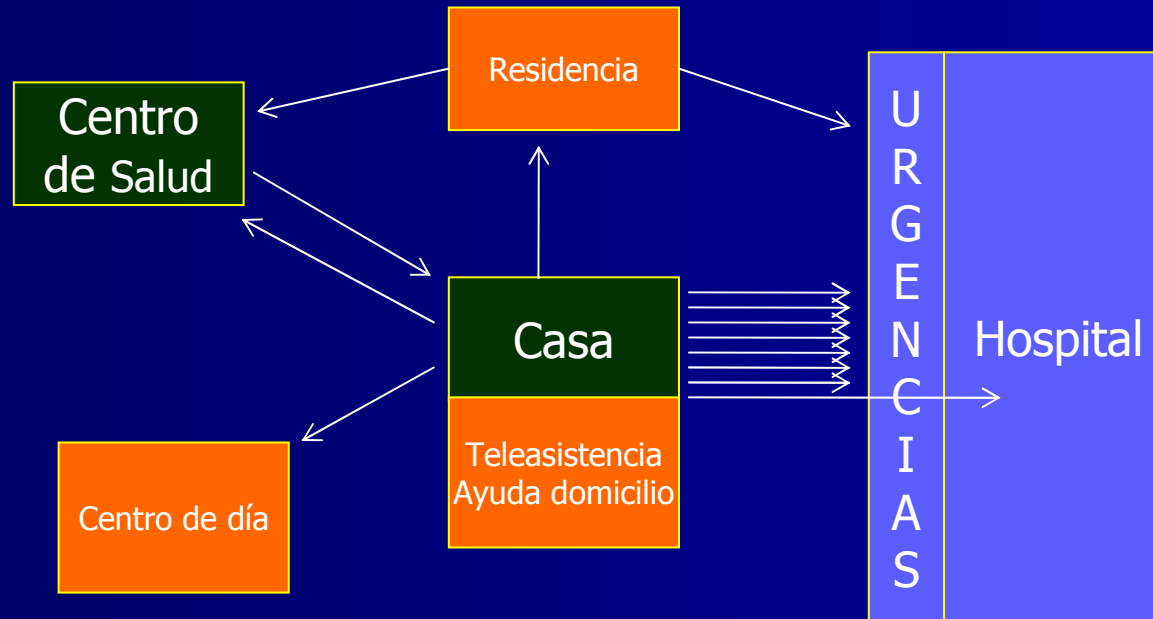 Residencia
Centro
de Salud
Casa
Teleasistencia
Ayuda domicilio
Centro de día
U
R
G
E
N
C
I
A
S
Hospital